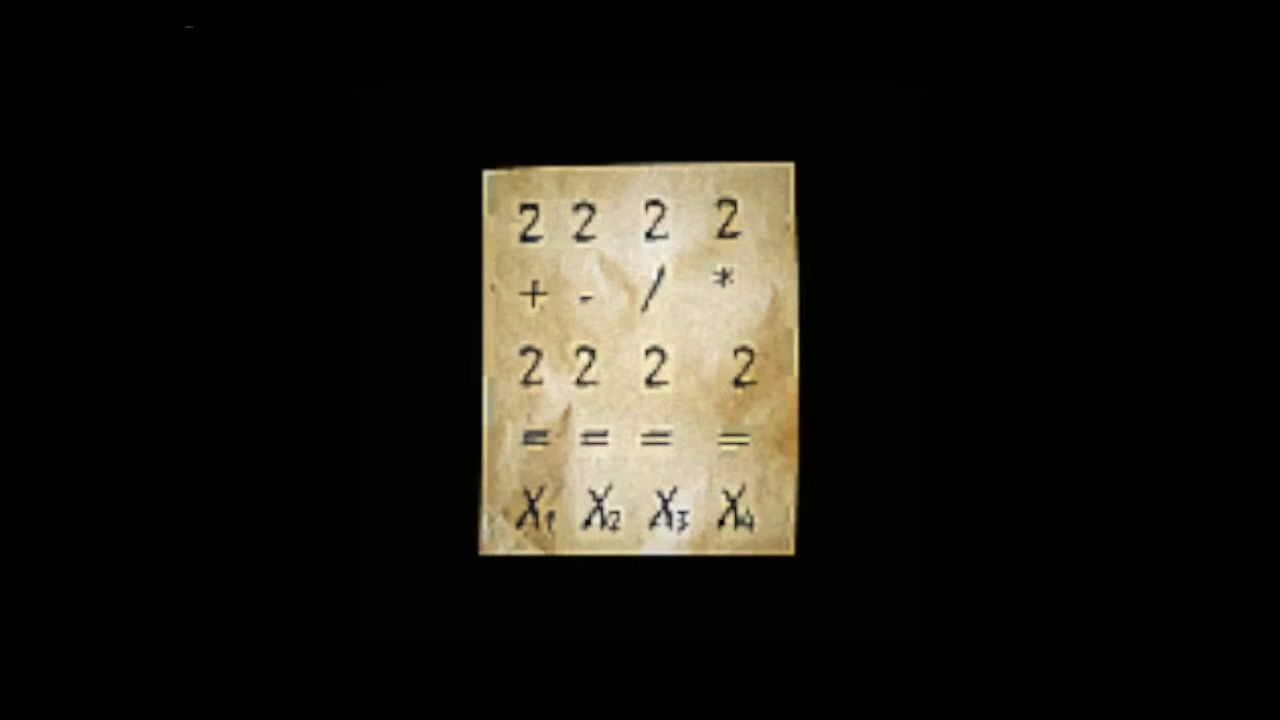 2 2 2 2
+ - / *
2 2 2 2
= = = =
X₁ X₂ X₃ X₄